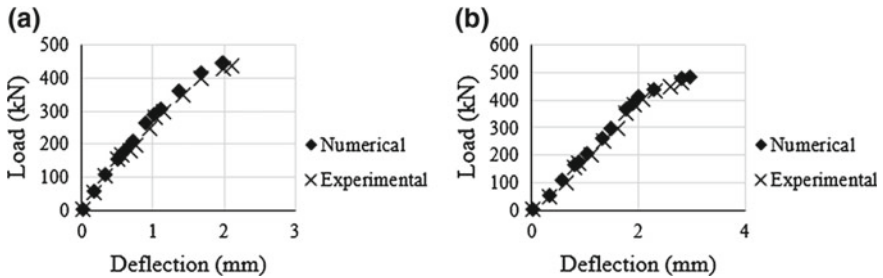 (a)
500
400
300
200
100
0
0 1 2 3
Load (kN)
Deflection (mm)
Numerical
Experimental
(b)
600
500
400
300
200
100
0
0 2 4
Load (kN)
Deflection (mm)
Numerical
Experimental